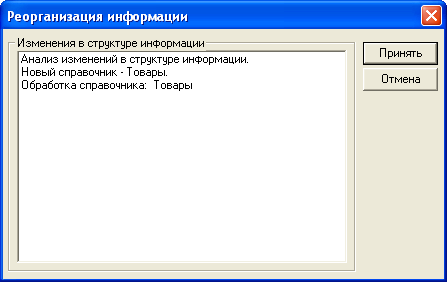 Реорганизация информации
Изменения в структуре информации
Анализ изменений в структуре информации.
Новый справочник - Товары.
Обработка справочника:  Товары
Принять
Отмена